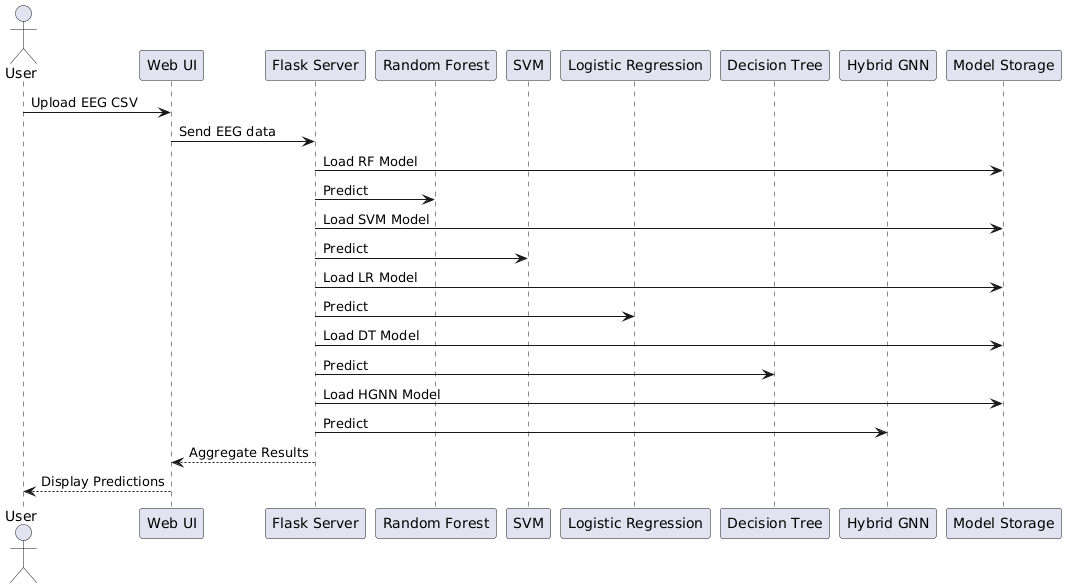 User
Web UI
Flask Server
Random Forest
SVM
Logistic Regression
Decision Tree
Hybrid GNN
Model Storage
Upload EEG CSV
Send EEG data
Load RF Model
Predict
Load SVM Model
Predict
Load LR Model
Predict
Load DT Model
Predict
Load HGNN Model
Predict
Aggregate Results
Display Predictions
User
Web UI
Flask Server
Random Forest
SVM
Logistic Regression
Decision Tree
Hybrid GNN
Model Storage